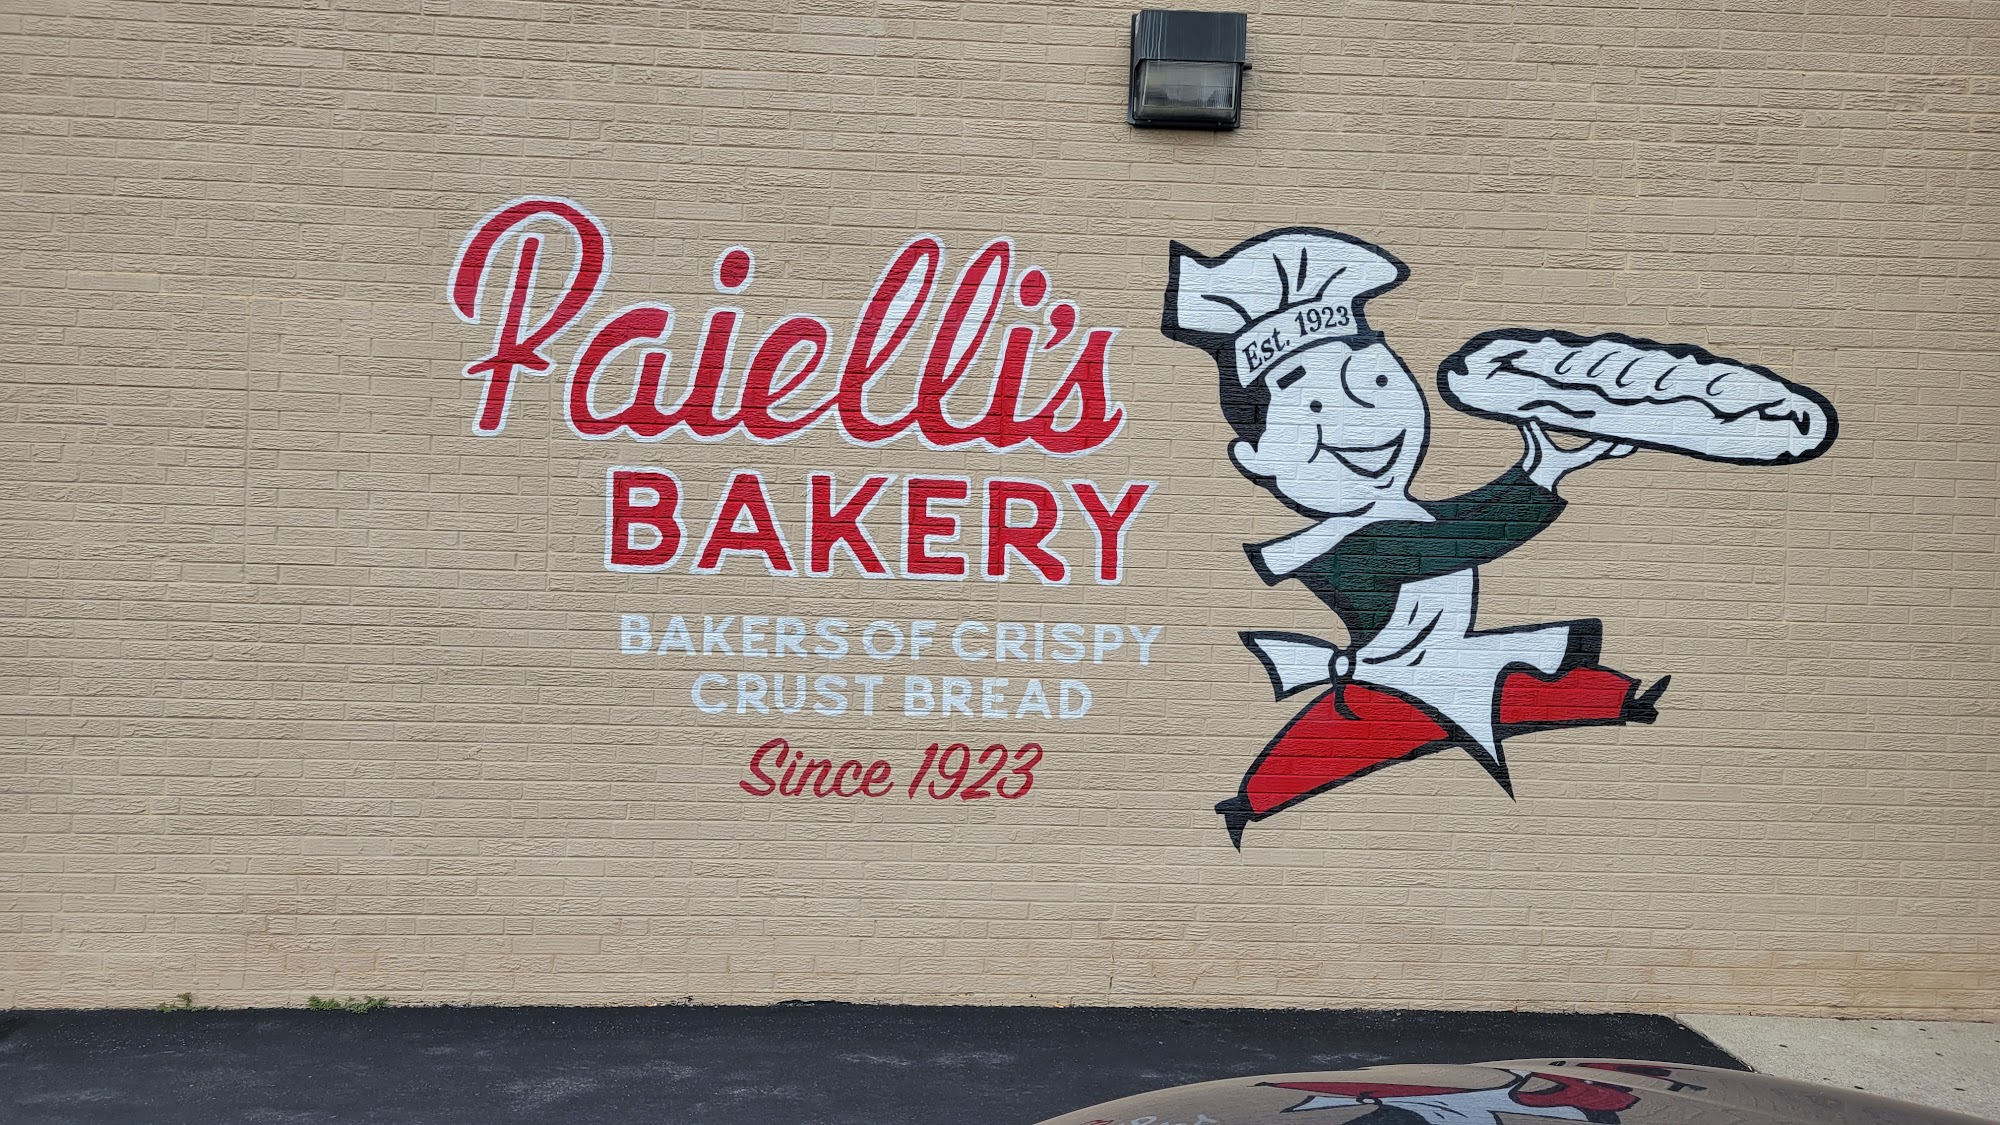 Paielli's
BAKERY
BAKERS OF CRISPY
CRUST BREAD
Since 1923
Est. 1923